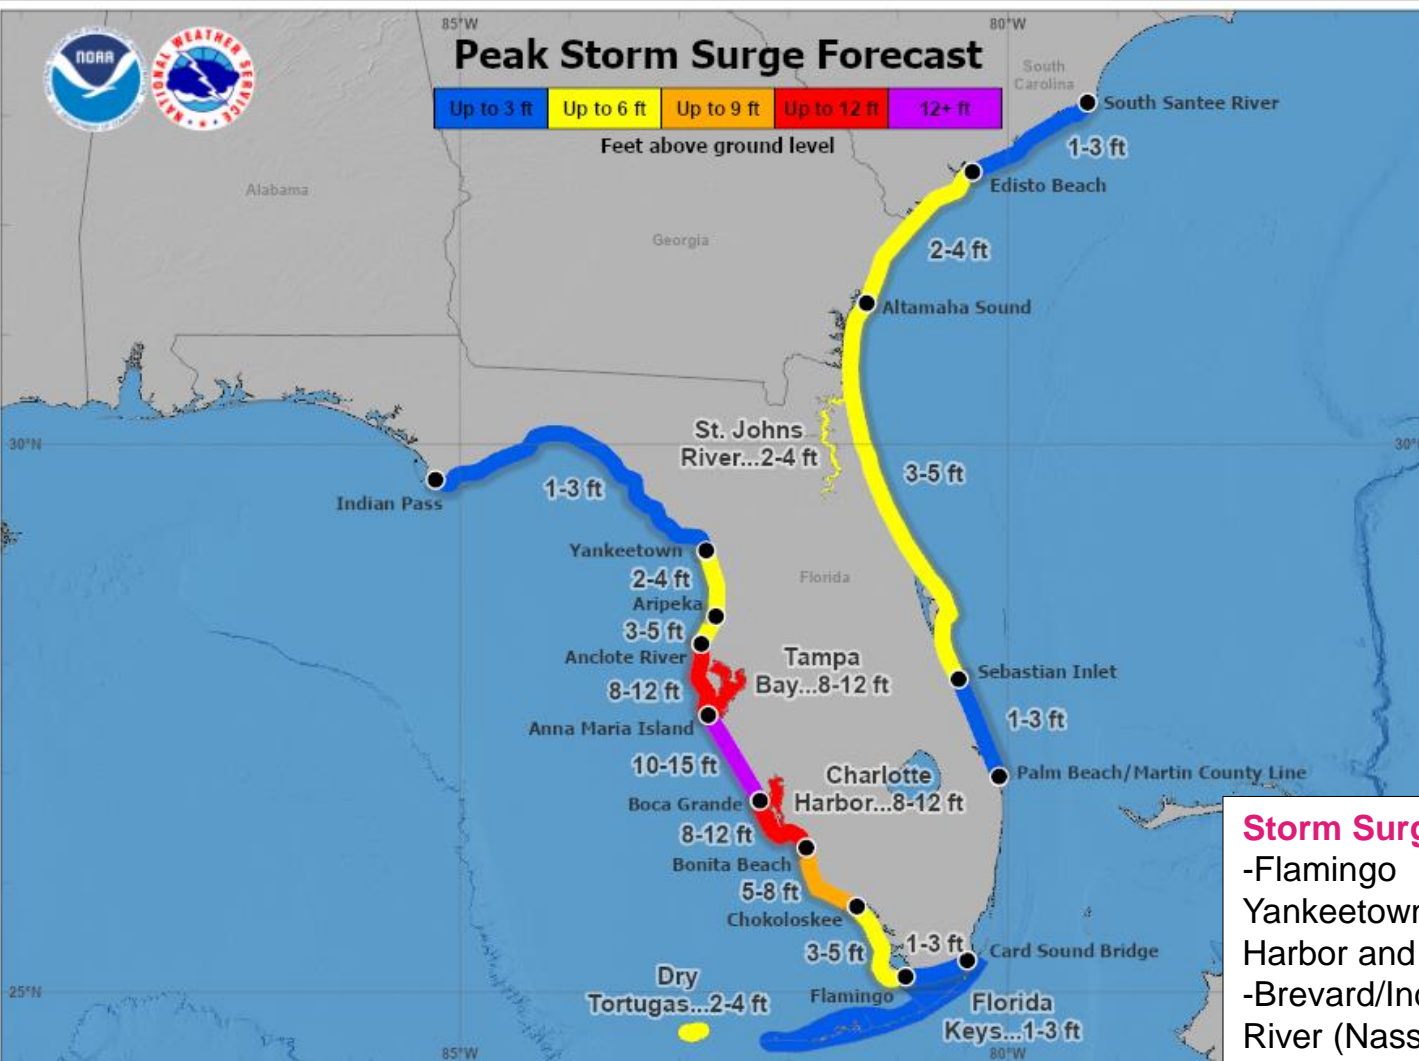 85°W
80°W
NOAA
NATIONAL WEATHER SERVICE
Peak Storm Surge Forecast
Up to 3 ft
Up to 6 ft
Up to 9 ft
Up to 12 ft
12+ ft
Feet above ground level
South
Carolina
South Santee River
1-3 ft
Edisto Beach
Alabama
Georgia
2-4 ft
Altamaha Sound
30°N
St. Johns
River...2-4 ft
30°
3-5 ft
Indian Pass
1-3 ft
Yankeetown
2-4 ft
Florida
Aripeka
3-5 ft
Anclote River
Tampa
Bay...8-12 ft
8-12 ft
Sebastian Inlet
Anna Maria Island
1-3 ft
10-15 ft
Charlotte
Harbor...8-12 ft
Palm Beach/Martin County Line
Boca Grande
8-12 ft
Bonita Beach
5-8 ft
Chokoloskee
3-5 ft
1-3 ft
Card Sound Bridge
Dry
Tortugas...2-4 ft
Flamingo
Florida
Keys...1-3 ft
25°N
85°W
80°W
Storm Surg
-Flamingo
Yankeetown
Harbor and
-Brevard/Ind
River (Nass